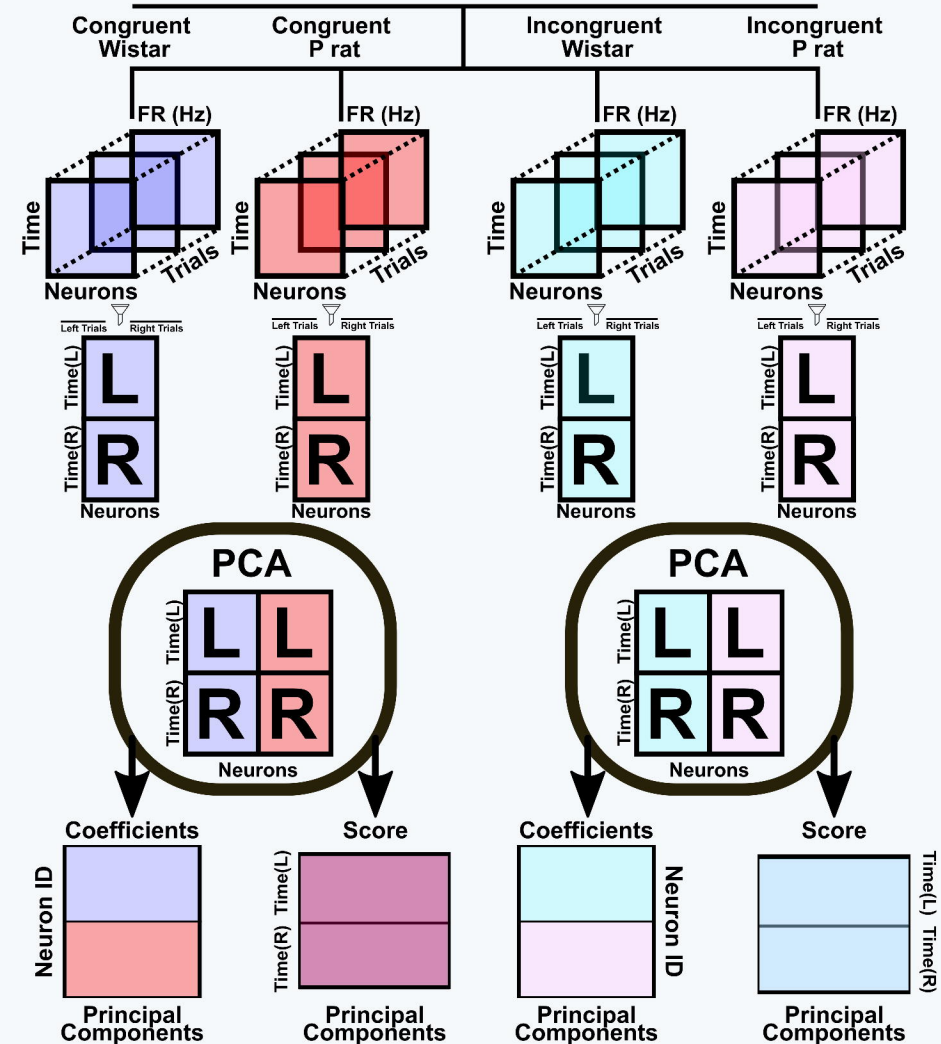 Congruent Wistar
Congruent P rat
Incongruent Wistar
Incongruent P rat
FR (Hz)
FR (Hz)
FR (Hz)
FR (Hz)
Time
Trials
Neurons
Time
Trials
Neurons
Time
Trials
Neurons
Time
Trials
Neurons
Left Trials
Right Trials
Left Trials
Right Trials
Left Trials
Right Trials
Left Trials
Right Trials
Time(L)
L
Time(R)
R
Neurons
Time(L)
L
Time(R)
R
Neurons
Time(L)
L
Time(R)
R
Neurons
Time(L)
L
Time(R)
R
Neurons
PCA
Time(L)
L L
Time(R)
R R
Neurons
PCA
Time(L)
L L
Time(R)
R R
Neurons
Coefficients
Neuron ID
Principal
Components
Score
Time(L)
Time(R)
Principal
Components
Coefficients
Neuron ID
Principal
Components
Score
Time(L)
Time(R)
Principal
Components